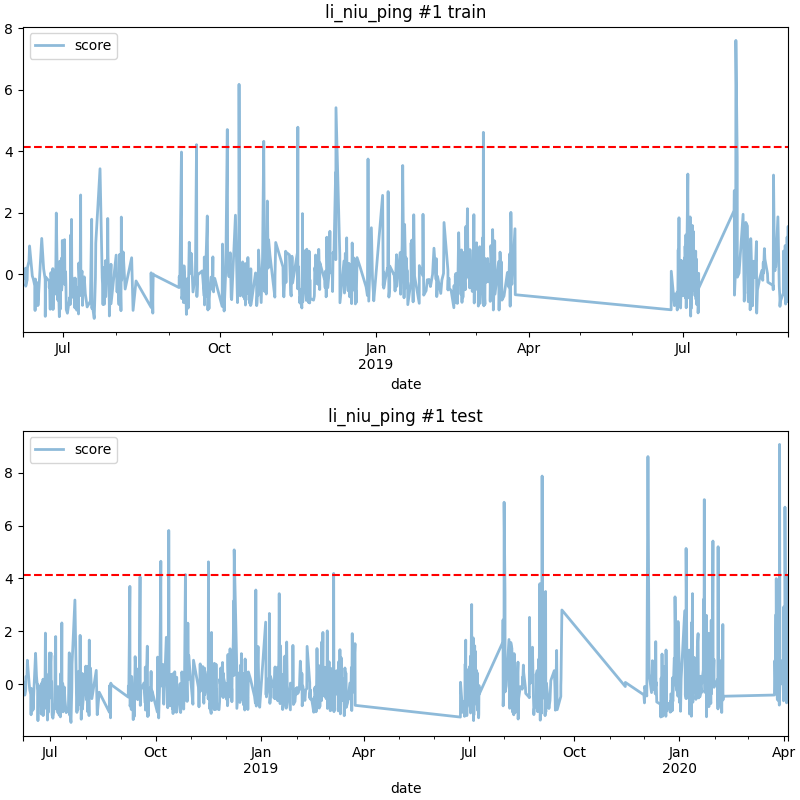 li_niu_ping #1 train
score
8
6
4
2
0
Jul Oct Jan Apr Jul
2019
date
li_niu_ping #1 test
score
8
6
4
2
0
Jul Oct Jan Apr Jul Oct Jan Apr
2019 2020
date